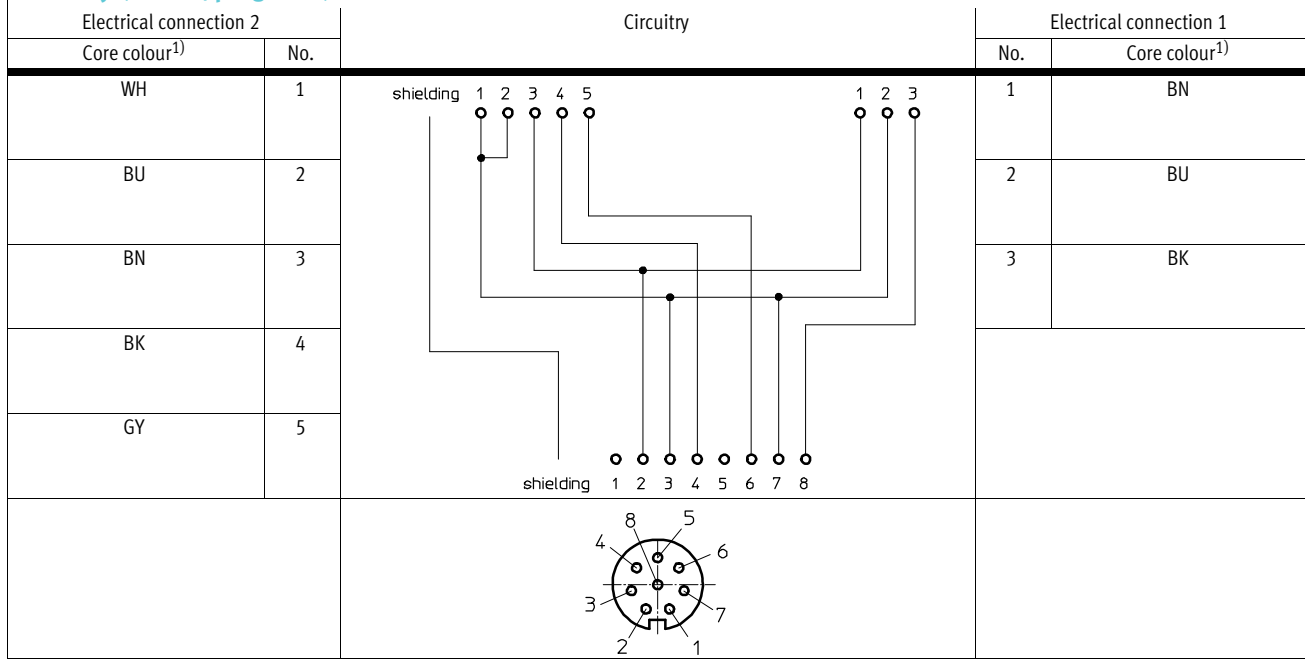 Electrical connection 2 Circuitry Electrical connection 1
Core colour1) No. No. Core colour1)
WH 1 shielding 1 2 3 4 5 1 2 3 1 BN
BU 2 2 BU
BN 3 3 BK
BK 4
GY 5
shielding 1 2 3 4 5 6 7 8
8 5
4 6
3 7
2 1